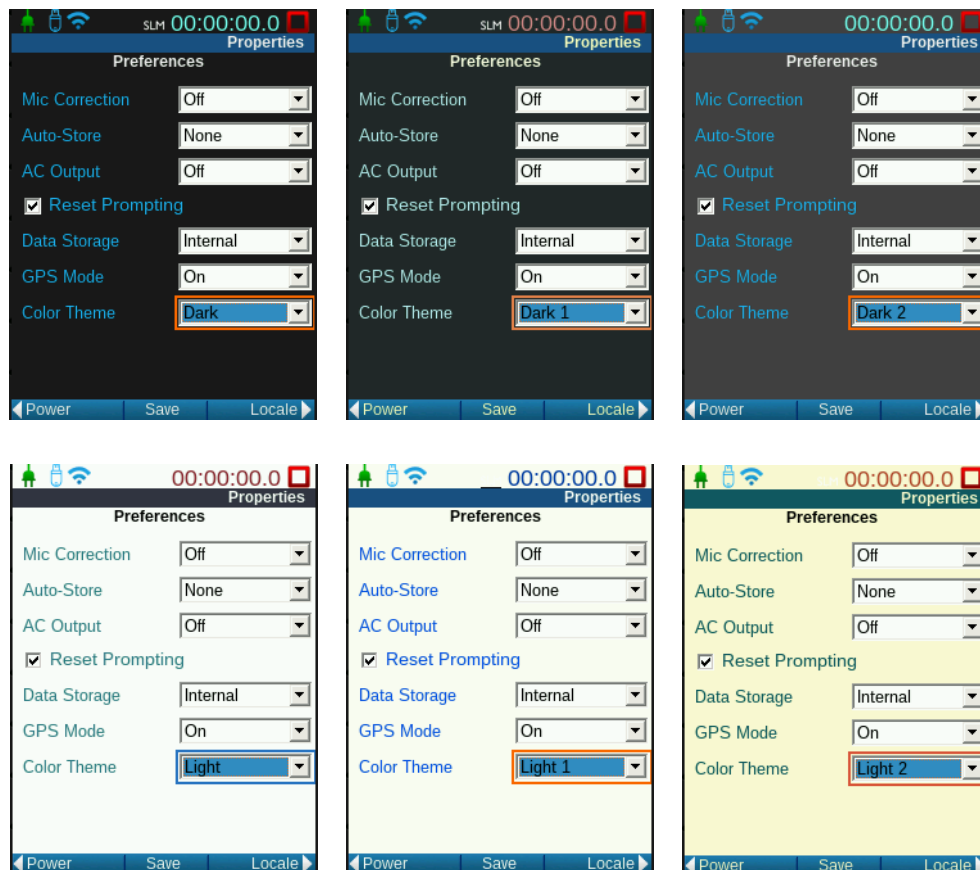 SLM 00:00:00.0
Properties
Preferences
Mic Correction Off
Auto-Store None
AC Output Off
Reset Prompting
Data Storage Internal
GPS Mode On
Color Theme Dark
Power Save Locale
SLM 00:00:00.0
Properties
Preferences
Mic Correction Off
Auto-Store None
AC Output Off
Reset Prompting
Data Storage Internal
GPS Mode On
Color Theme Dark 1
Power Save Locale
00:00:00.0
Properties
Preferences
Mic Correction Off
Auto-Store None
AC Output Off
Reset Prompting
Data Storage Internal
GPS Mode On
Color Theme Dark 2
Power Save Locale
00:00:00.0
Properties
Preferences
Mic Correction Off
Auto-Store None
AC Output Off
Reset Prompting
Data Storage Internal
GPS Mode On
Color Theme Light
Power Save Locale
00:00:00.0
Properties
Preferences
Mic Correction Off
Auto-Store None
AC Output Off
Reset Prompting
Data Storage Internal
GPS Mode On
Color Theme Light 1
Power Save Locale
SLM 00:00:00.0
Properties
Preferences
Mic Correction Off
Auto-Store None
AC Output Off
Reset Prompting
Data Storage Internal
GPS Mode On
Color Theme Light 2
Power Save Locale